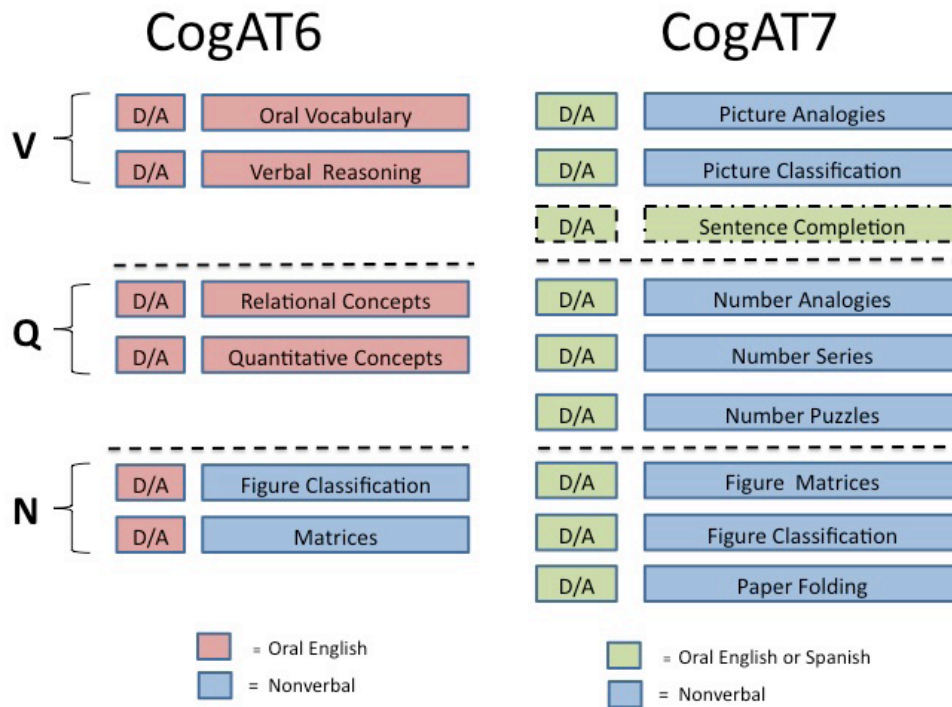 CogAT6
CogAT7
V
D/A Oral Vocabulary
D/A Verbal Reasoning
Q
D/A Relational Concepts
D/A Quantitative Concepts
N
D/A Figure Classification
D/A Matrices
= Oral English
= Nonverbal
D/A Picture Analogies
D/A Picture Classification
D/A Sentence Completion
D/A Number Analogies
D/A Number Series
D/A Number Puzzles
D/A Figure Matrices
D/A Figure Classification
D/A Paper Folding
= Oral English or Spanish
= Nonverbal